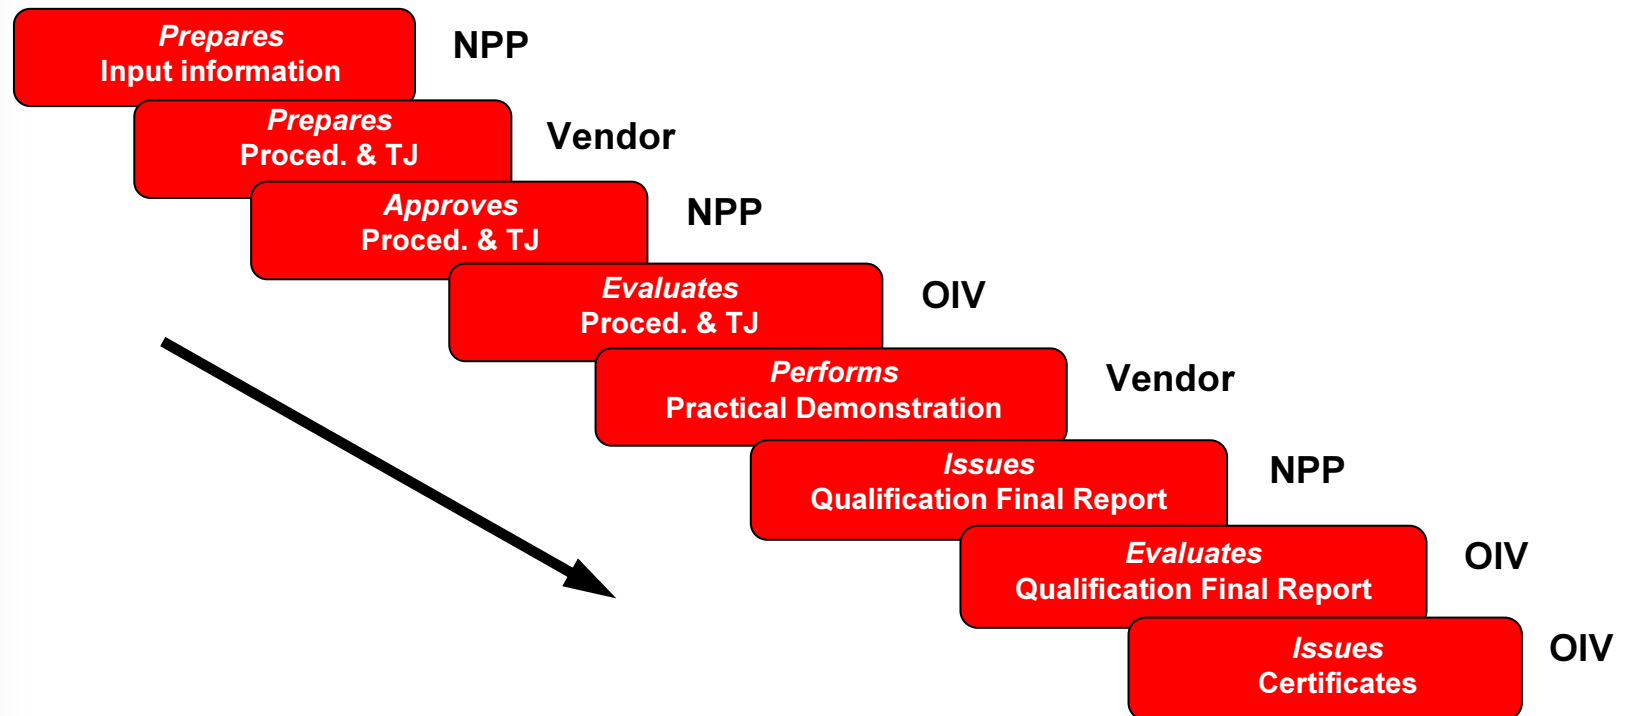 Prepares
Input information
NPP
Prepares
Proced. & TJ
Vendor
Approves
Proced. & TJ
NPP
Evaluates
Proced. & TJ
OIV
Performs
Practical Demonstration
Vendor
Issues
Qualification Final Report
NPP
Evaluates
Qualification Final Report
OIV
Issues
Certificates
OIV